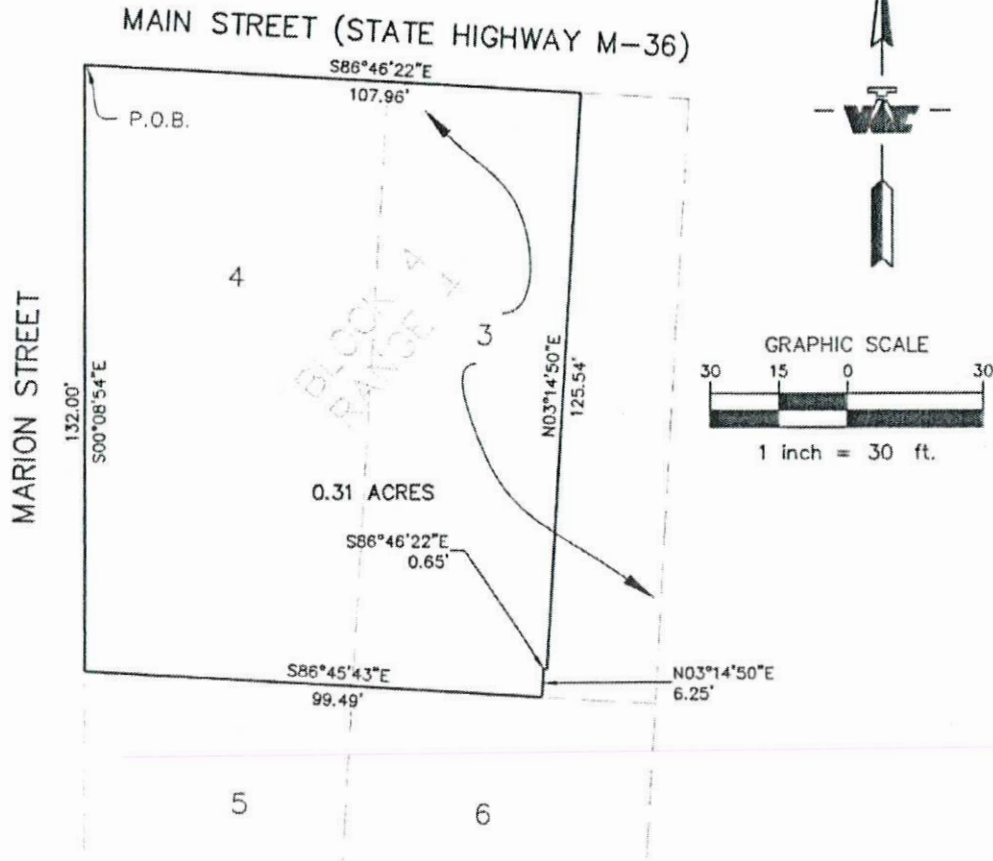 MAIN STREET (STATE HIGHWAY M-36)
S86°46'22"E
107.96'
P.O.B.
4
BLOCK 4
RANGE 4
3
MARION STREET
132.00'
S00°08'54"E
N03°14'50"E
125.54'
GRAPHIC SCALE
30 15 0 30
1 inch = 30 ft.
0.31 ACRES
S86°46'22"E
0.65'
S86°45'43"E
99.49'
N03°14'50"E
6.25'
5
6